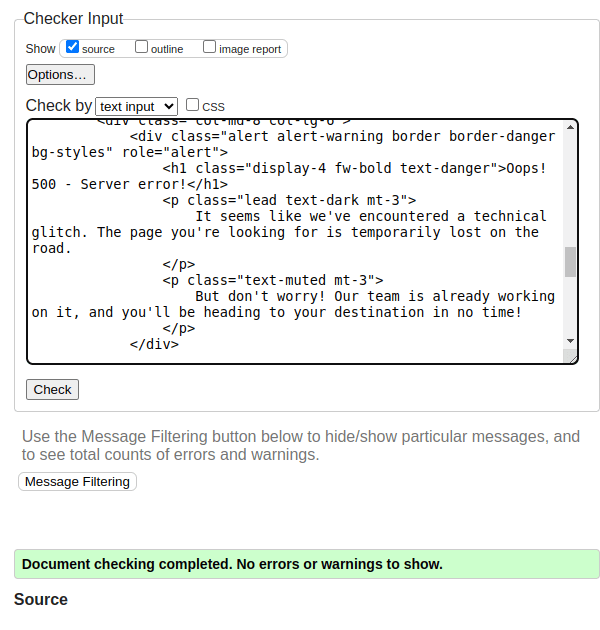 Checker Input
Show source outline image report
Options...
Check by text input CSS
<div class="col-md-8 col-lg-6">
<div class="alert alert-warning border border-danger
bg-styles" role="alert">
<h1 class="display-4 fw-bold text-danger">Oops!
500 - Server error!</h1>
<p class="lead text-dark mt-3">
It seems like we've encountered a technical
glitch. The page you're looking for is temporarily lost on the
road.
</p>
<p class="text-muted mt-3">
But don't worry! Our team is already working
on it, and you'll be heading to your destination in no time!
</p>
</div>
Check
Use the Message Filtering button below to hide/show particular messages, and
to see total counts of errors and warnings.
Message Filtering
Document checking completed. No errors or warnings to show.
Source